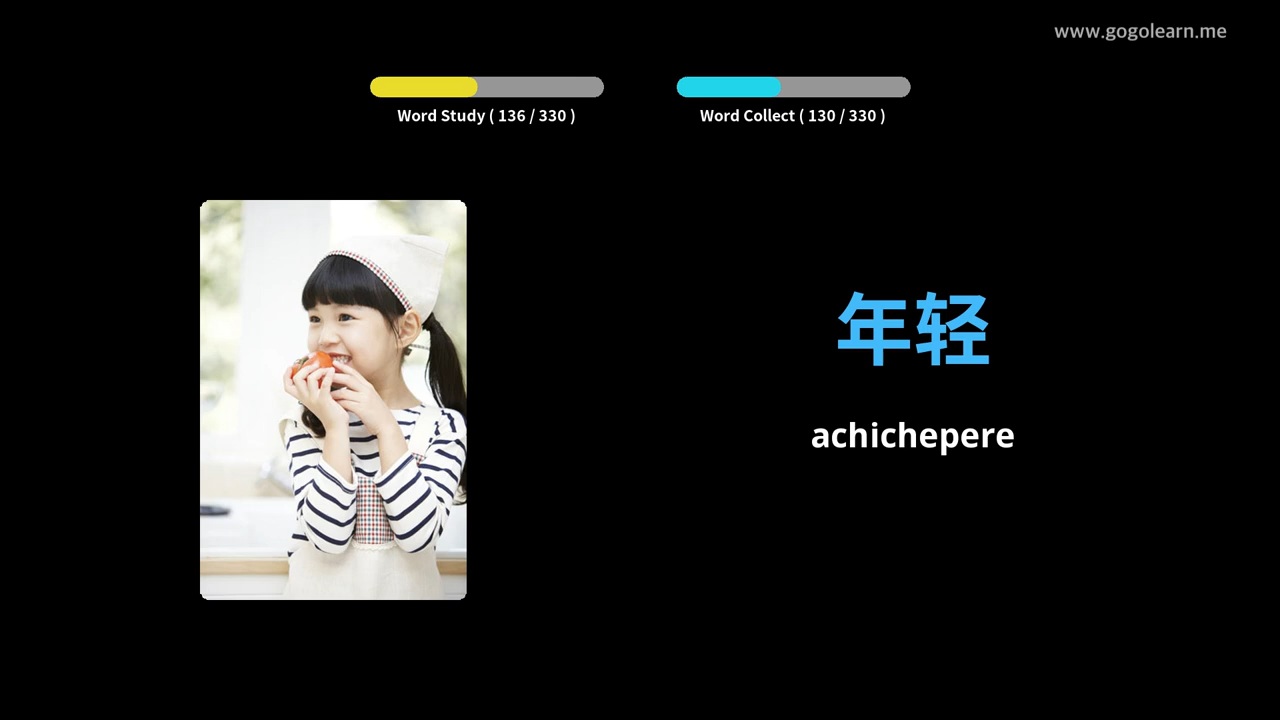 www.gogolearn.me
Word Study ( 136 / 330 )
Word Collect ( 130 / 330 )
年轻
achichepere